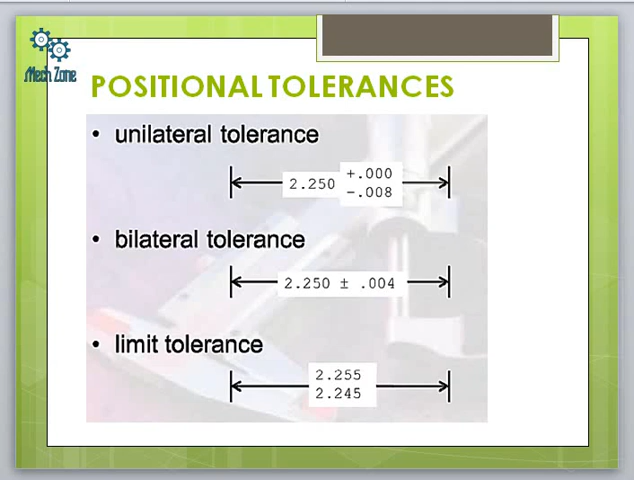 Mech Zone
POSITIONAL TOLERANCES
• unilateral tolerance
2.250 +.000
-.008
• bilateral tolerance
2.250 ± .004
• limit tolerance
2.255
2.245